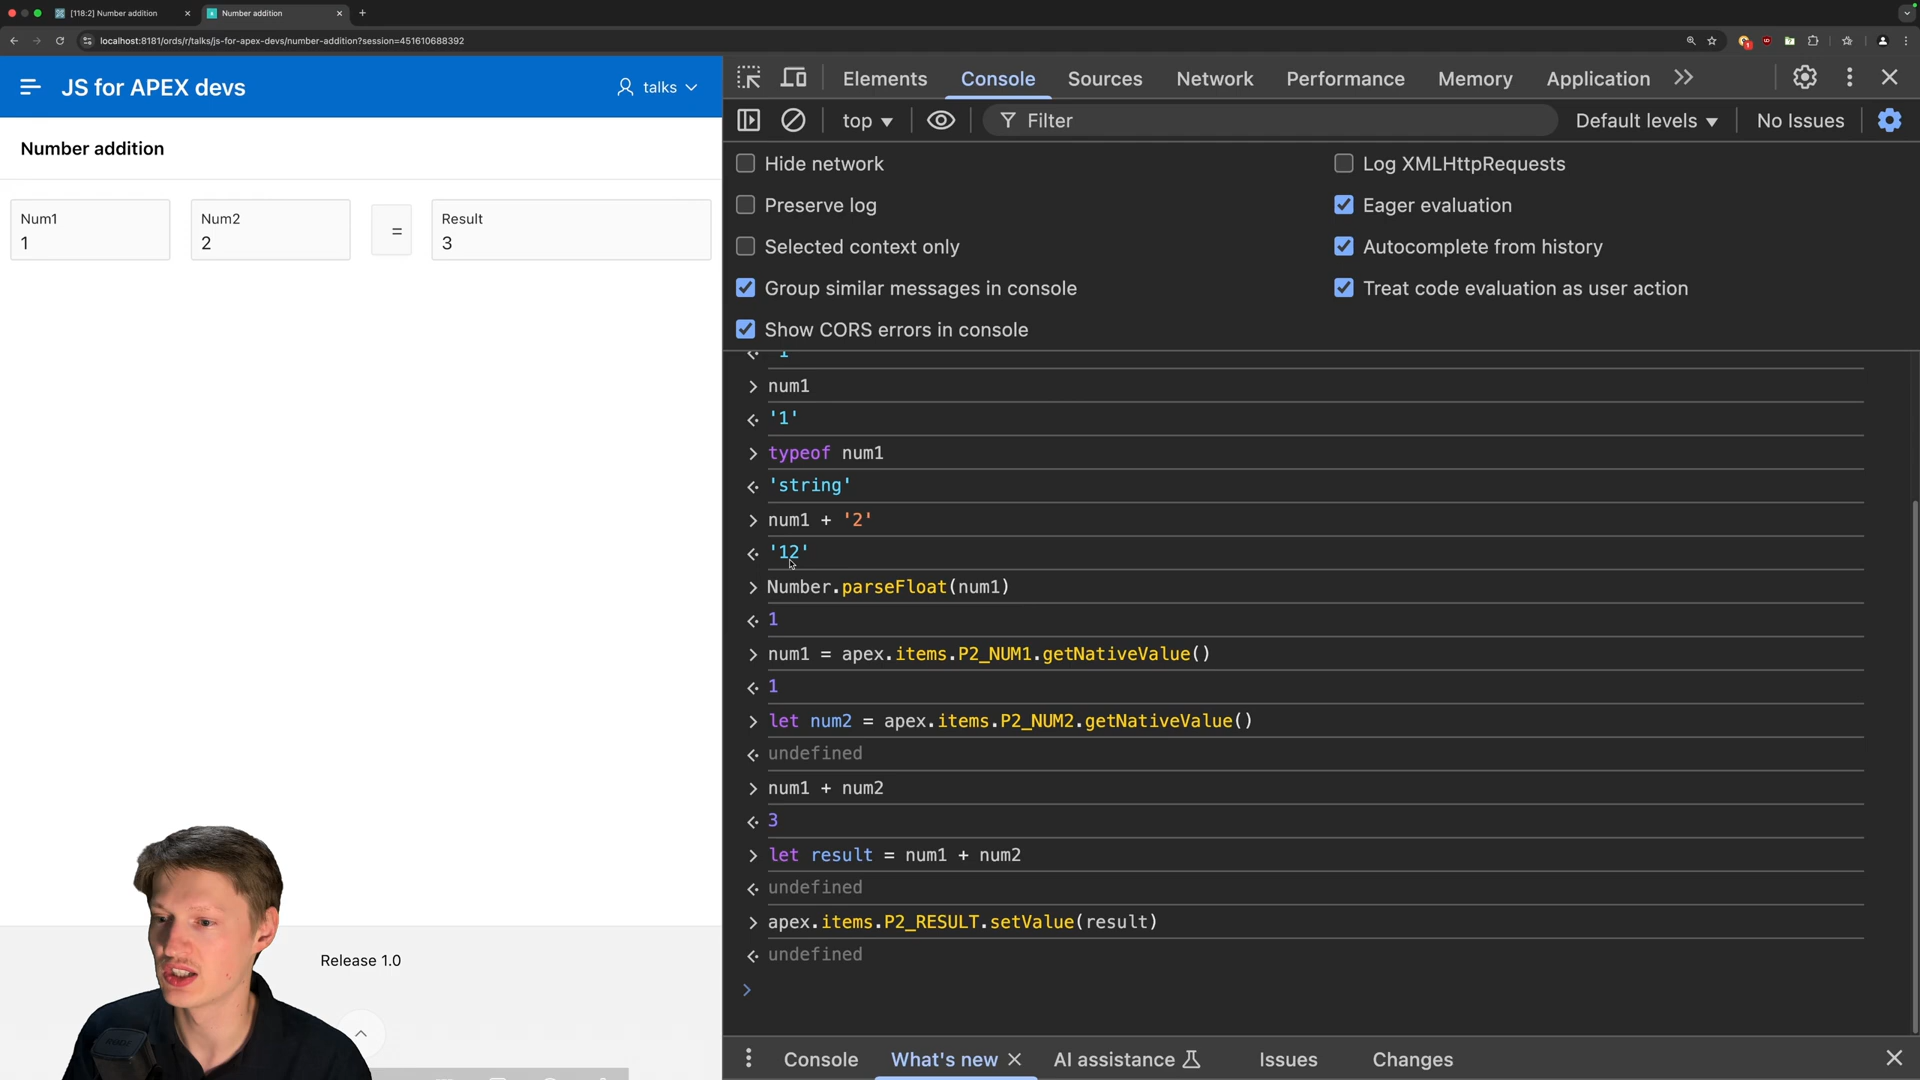 [118:2] Number addition
Number addition
localhost:8181/ords/r/talks/js-for-apex-devs/number-addition?session=451610688392
JS for APEX devs
talks
Number addition
Num1
1
Num2
2
=
Result
3
Release 1.0
Elements
Console
Sources
Network
Performance
Memory
Application
top
Filter
Default levels
No Issues
Hide network
Log XMLHttpRequests
Preserve log
Eager evaluation
Selected context only
Autocomplete from history
Group similar messages in console
Treat code evaluation as user action
Show CORS errors in console
> num1
'1'
> typeof num1
'string'
> num1 + '2'
'12'
> Number.parseFloat(num1)
1
> num1 = apex.items.P2_NUM1.getNativeValue()
1
> let num2 = apex.items.P2_NUM2.getNativeValue()
undefined
> num1 + num2
3
> let result = num1 + num2
undefined
> apex.items.P2_RESULT.setValue(result)
undefined
>
Console
What's new
AI assistance
Issues
Changes